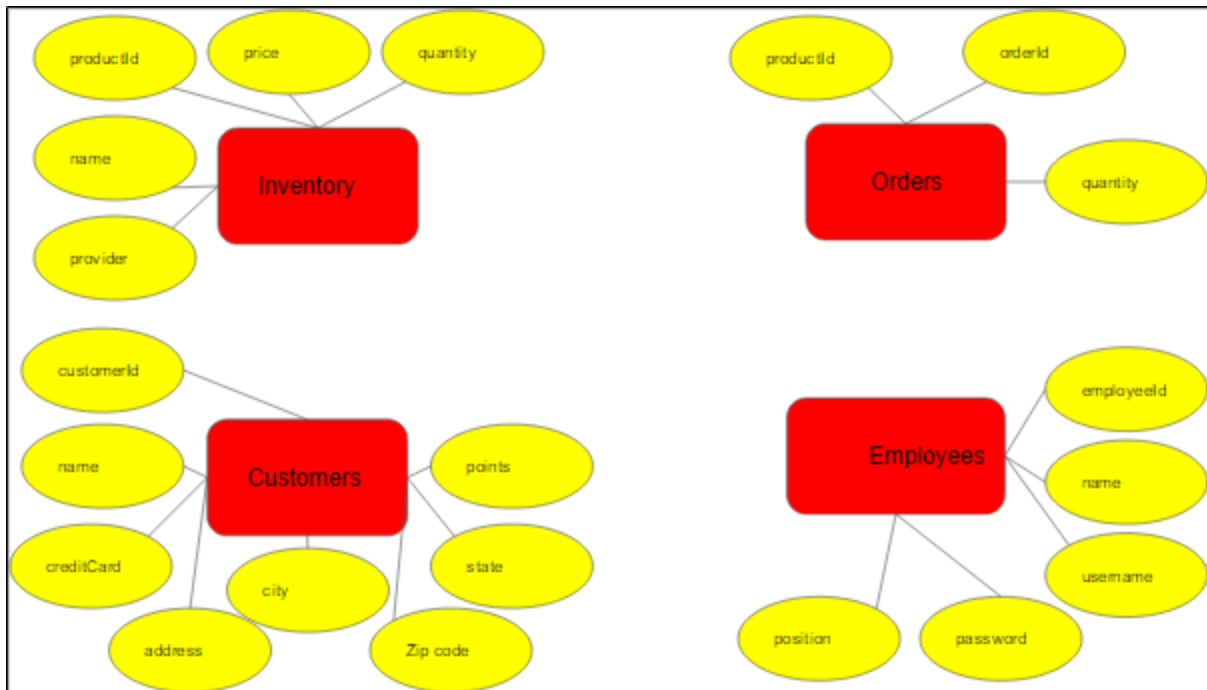 productId
price
quantity
name
Inventory
provider
productId
orderId
Orders
quantity
customerId
name
Customers
points
creditCard
city
state
address
Zip code
employeeId
Employees
name
username
position
password